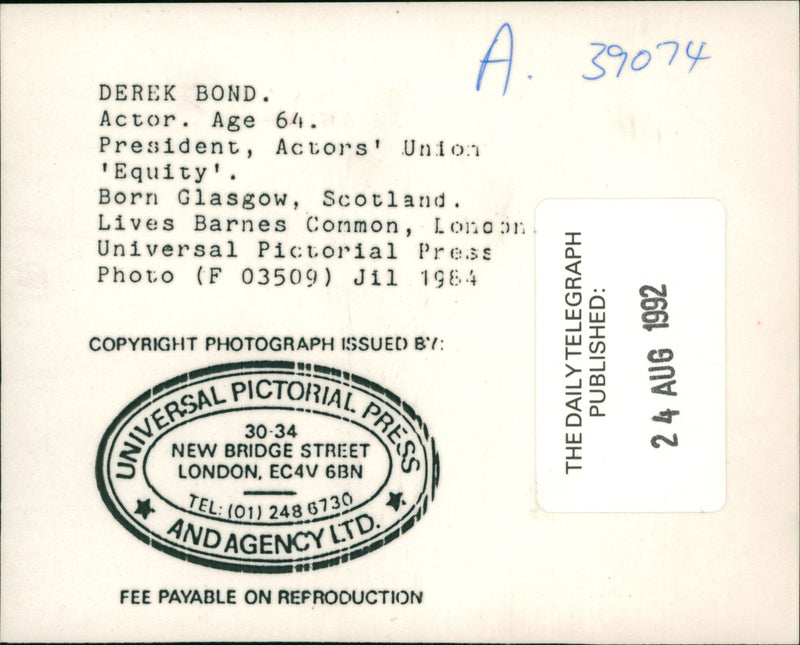 A. 39074
DEREK BOND.
Actor. Age 64.
President, Actors' Union
'Equity'.
Born Glasgow, Scotland.
Lives Barnes Common, London.
Universal Pictorial Press
Photo (F 03509) Jil 1984
THE DAILY TELEGRAPH
PUBLISHED:
24 AUG 1992
COPYRIGHT PHOTOGRAPH ISSUED BY:
UNIVERSAL PICTORIAL PRESS
30-34
NEW BRIDGE STREET
LONDON, EC4V 6BN
TEL: (01) 248 6730
AND AGENCY LTD.
FEE PAYABLE ON REPRODUCTION